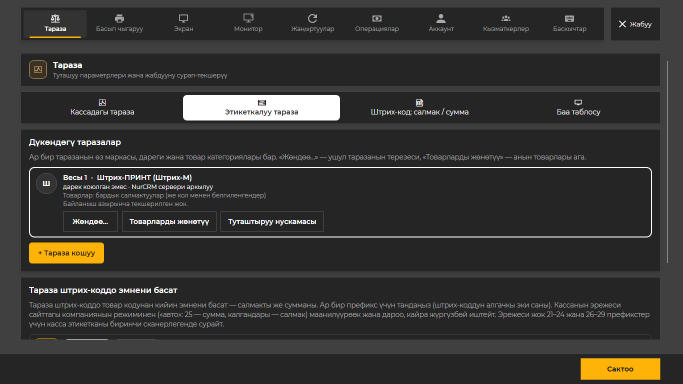 Тараза
Басып чыгаруу
Экран
Монитор
Жаңыртуулар
Операциялар
Аккаунт
Кызматкерлер
Баскычтар
Жабуу
Тараза
Туташуу параметрлери жана жабдууну сурап-текшерүү
Кассадагы тараза
Этикеткалуу тараза
Штрих-код: салмак / сумма
Баа таблосу
Дүкөндөгү таразалар
Ар бир таразанын өз маркасы, дареги жана товар категориялары бар. «Жөндөө…» — ушул таразанын терезеси, «Товарларды жөнөтүү» — анын товарлары ага.
Ш
Весы 1 · Штрих-ПРИНТ (Штрих-М)
дарек коюлган эмес · NurCRM сервери аркылуу
Товарлар: бардык салмактуулар (же кол менен белгиленгендер)
Байланыш азырынча текшерилген жок.
Жөндөө…
Товарларды жөнөтүү
Туташтыруу нускамасы
+ Тараза кошуу
Тараза штрих-коддо эмнени басат
Тараза штрих-коддо товар кодунан кийин эмнени басат — салмакты же сумманы. Ар бир префикс үчүн тандаңыз (штрих-коддун алгачкы эки саны). Кассанын эрежеси
сайттагы компаниянын режиминен («авто»: 25 — сумма, калгандары — салмак) маанилүүрөөк жана дароо, кайра жүргүзбөй иштейт. Эрежеси жок 21–24 жана 26–29 префикстер
үчүн касса этикетканы биринчи сканерлегенде сурайт.
Сактоо